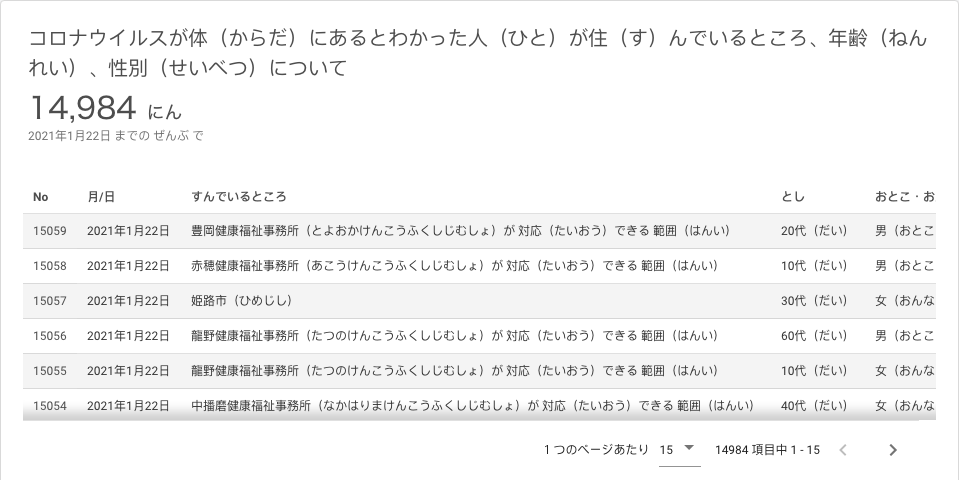 コロナウイルスが体（からだ）にあるとわかった人（ひと）が住（す）んでいるところ、年齢（ねん
れい）、性別（せいべつ）について
14,984 にん
2021年1月22日 までの ぜんぶ で
No 月/日 すんでいるところ とし おとこ・お
15059 2021年1月22日 豊岡健康福祉事務所（とよおかけんこうふくしじむしょ）が 対応（たいおう）できる 範囲（はんい） 20代（だい） 男（おとこ
15058 2021年1月22日 赤穂健康福祉事務所（あこうけんこうふくしじむしょ）が 対応（たいおう）できる 範囲（はんい） 10代（だい） 男（おとこ
15057 2021年1月22日 姫路市（ひめじし） 30代（だい） 女（おんな
15056 2021年1月22日 龍野健康福祉事務所（たつのけんこうふくしじむしょ）が 対応（たいおう）できる 範囲（はんい） 60代（だい） 男（おとこ
15055 2021年1月22日 龍野健康福祉事務所（たつのけんこうふくしじむしょ）が 対応（たいおう）できる 範囲（はんい） 10代（だい） 女（おんな
15054 2021年1月22日 中播磨健康福祉事務所（なかはりまけんこうふくしじむしょ）が 対応（たいおう）できる 範囲（はんい） 40代（だい） 女（おんな
1 つのページあたり 15 14984 項目中 1 - 15